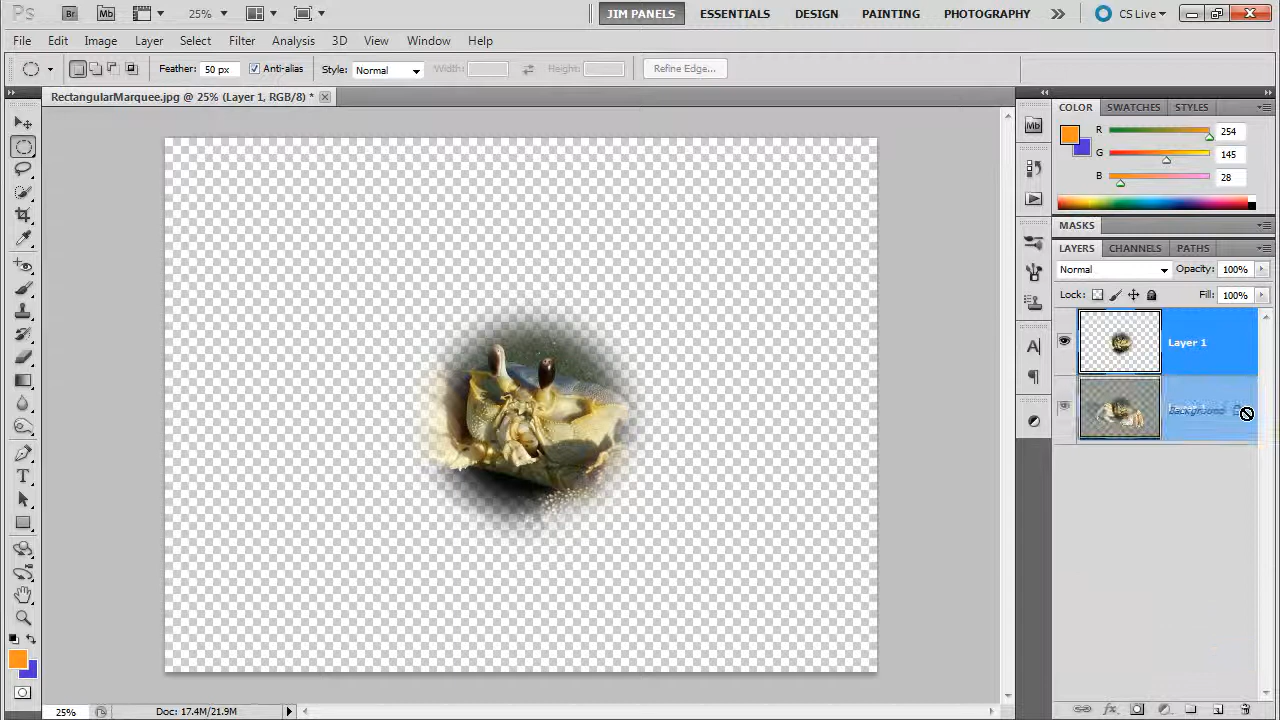 Ps Br Mb 25% JIM PANELS ESSENTIALS DESIGN PAINTING PHOTOGRAPHY CS Live
File Edit Image Layer Select Filter Analysis 3D View Window Help
Feather: 50 px Anti-alias Style: Normal Width: Height: Refine Edge...
RectangularMarquee.jpg @ 25% (Layer 1, RGB/8) *
COLOR SWATCHES STYLES
Mb
R 254
G 145
B 28
MASKS
LAYERS CHANNELS PATHS
Normal Opacity: 100%
Lock: Fill: 100%
Layer 1
Background
25% Doc: 17.4M/21.9M